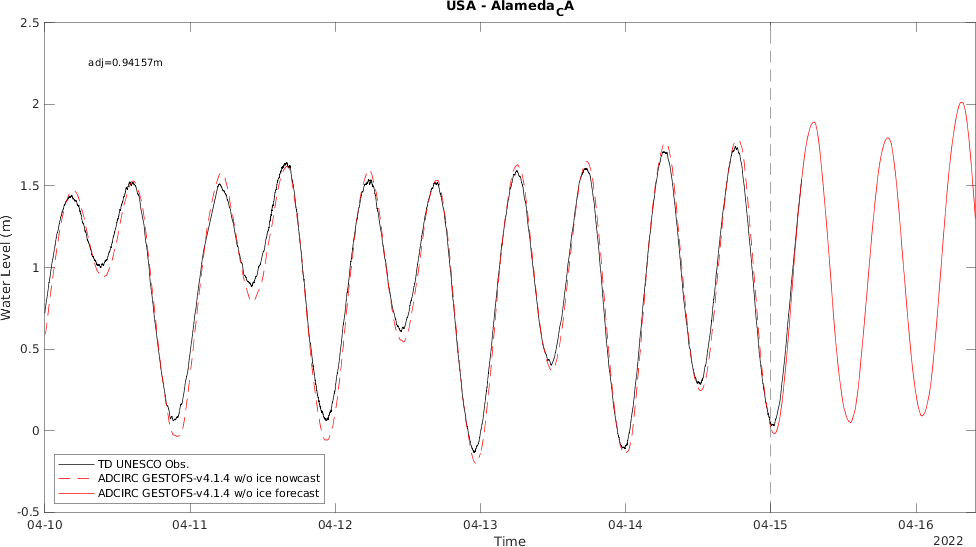 USA - Alameda_CA
adj=0.94157m
2.5
2
1.5
1
0.5
0
-0.5
Water Level (m)
TD UNESCO Obs.
ADCIRC GESTOFS-v4.1.4 w/o ice nowcast
ADCIRC GESTOFS-v4.1.4 w/o ice forecast
04-10 04-11 04-12 04-13 04-14 04-15 04-16
Time
2022